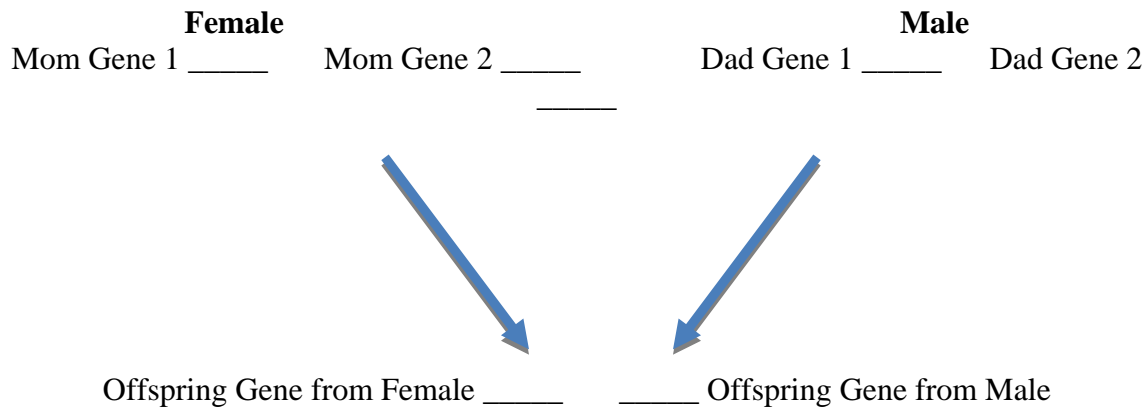 Female Male
Mom Gene 1 _____ Mom Gene 2 _____ Dad Gene 1 _____ Dad Gene 2
_____
Offspring Gene from Female _____ _____ Offspring Gene from Male